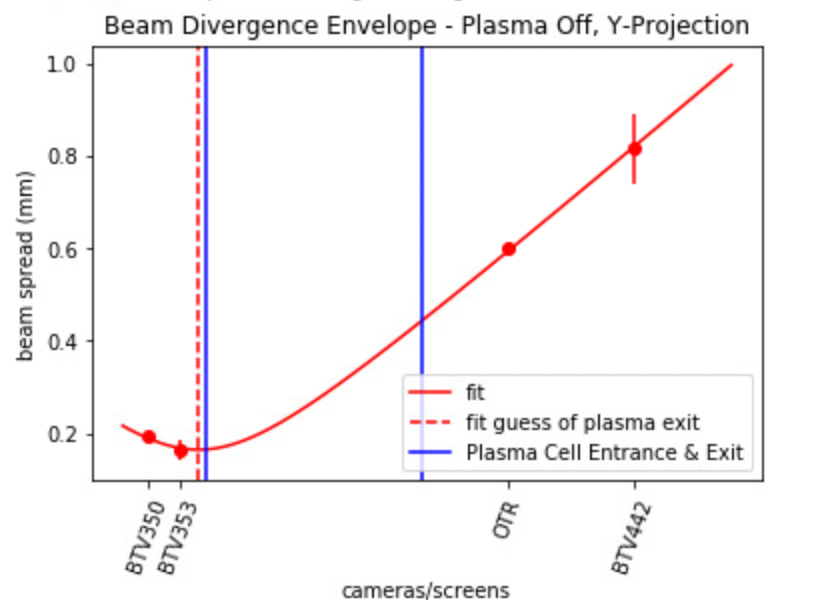 Beam Divergence Envelope - Plasma Off, Y-Projection
1.0
0.8
0.6
0.4
0.2
beam spread (mm)
fit
fit guess of plasma exit
Plasma Cell Entrance & Exit
BTV350
BTV353
OTR
BTV442
cameras/screens